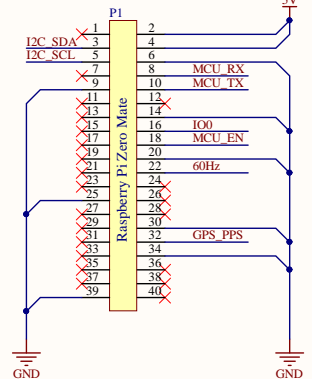 5V
P1
1 2
I2C_SDA 3 4
I2C_SCL 5 6
7 8 MCU_RX
9 10 MCU_TX
11 12
13 14
15 16 IO0
17 18 MCU_EN
19 20
21 22 60Hz
23 24
25 26
27 28
29 30
31 32 GPS_PPS
33 34
35 36
37 38
39 40
Raspberry Pi Zero Mate
GND GND